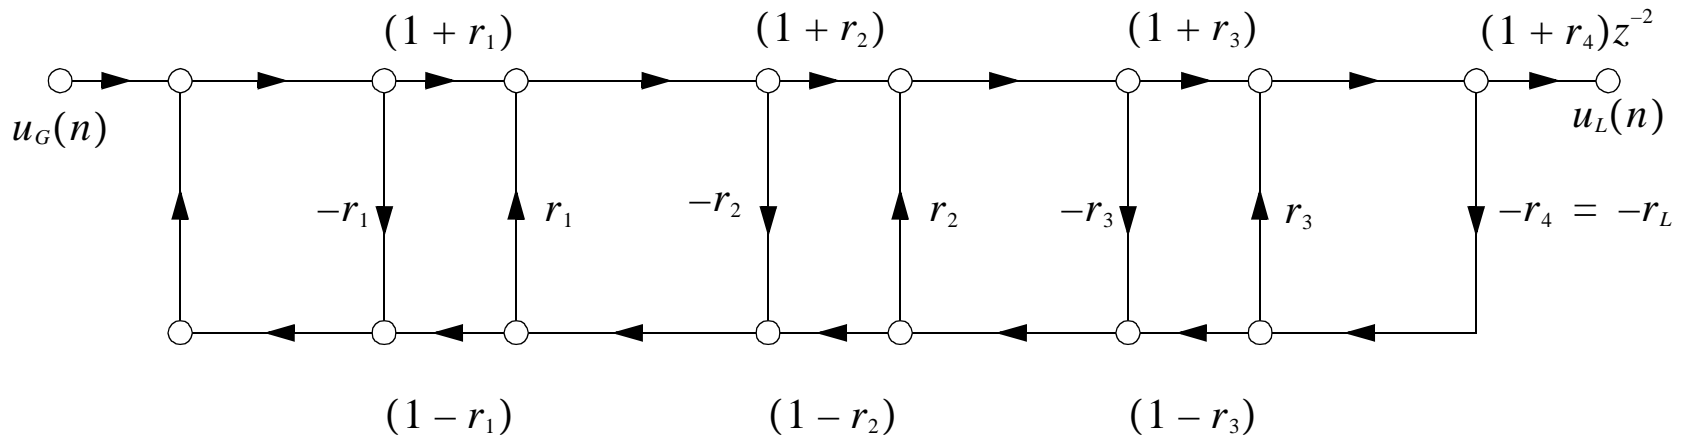 (1 + r₁) (1 + r₂) (1 + r₃) (1 + r₄)z⁻²
u_G(n) u_L(n)
−r₁ r₁ −r₂ r₂ −r₃ r₃ −r₄ = −r_L
(1 − r₁) (1 − r₂) (1 − r₃)